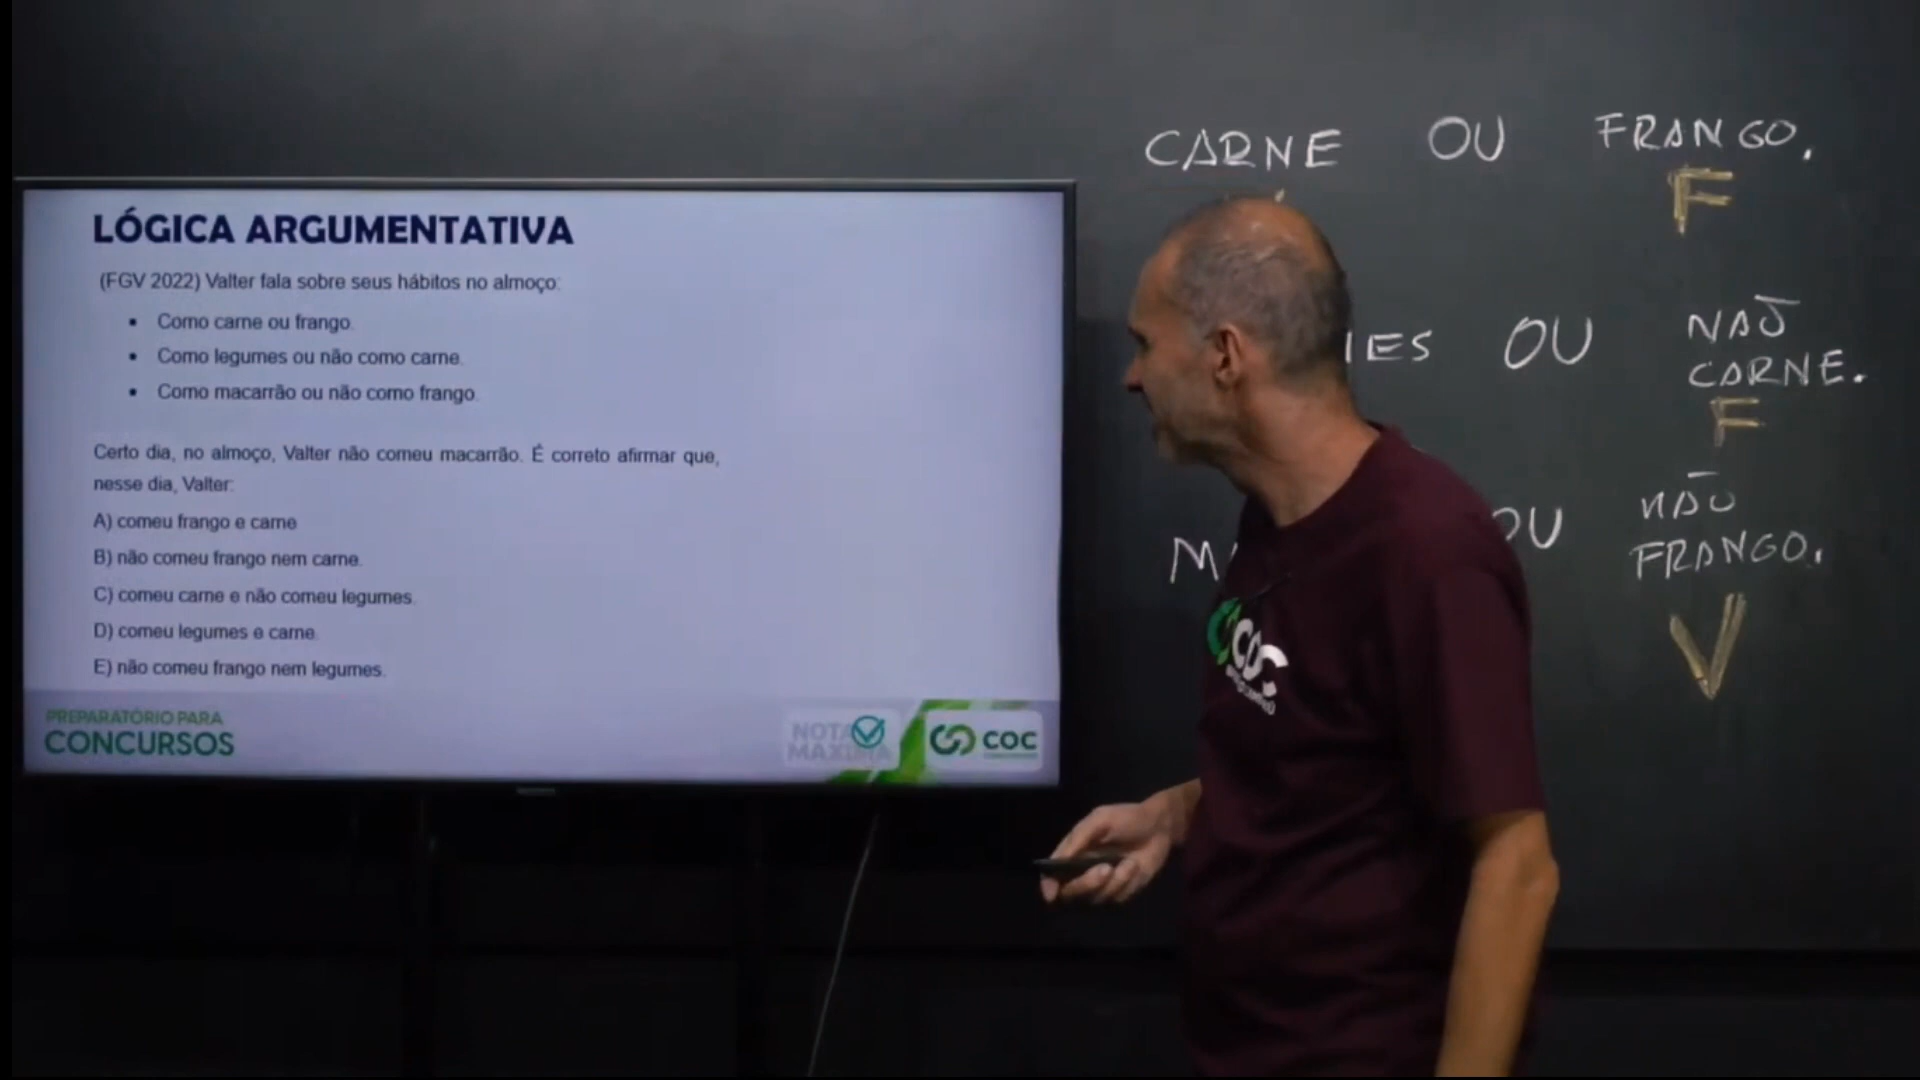 LÓGICA ARGUMENTATIVA
(FGV 2022) Valter fala sobre seus hábitos no almoço:
• Como carne ou frango.
• Como legumes ou não como carne.
• Como macarrão ou não como frango.
Certo dia, no almoço, Valter não comeu macarrão. É correto afirmar que,
nesse dia, Valter:
A) comeu frango e carne
B) não comeu frango nem carne.
C) comeu carne e não comeu legumes.
D) comeu legumes e carne.
E) não comeu frango nem legumes.
PREPARATÓRIO PARA
CONCURSOS
NOTA
MÁXIMA
COC
CARNE OU FRANGO.
F
OU NÃO
CARNE.
F
OU NÃO
FRANGO.
V
COC